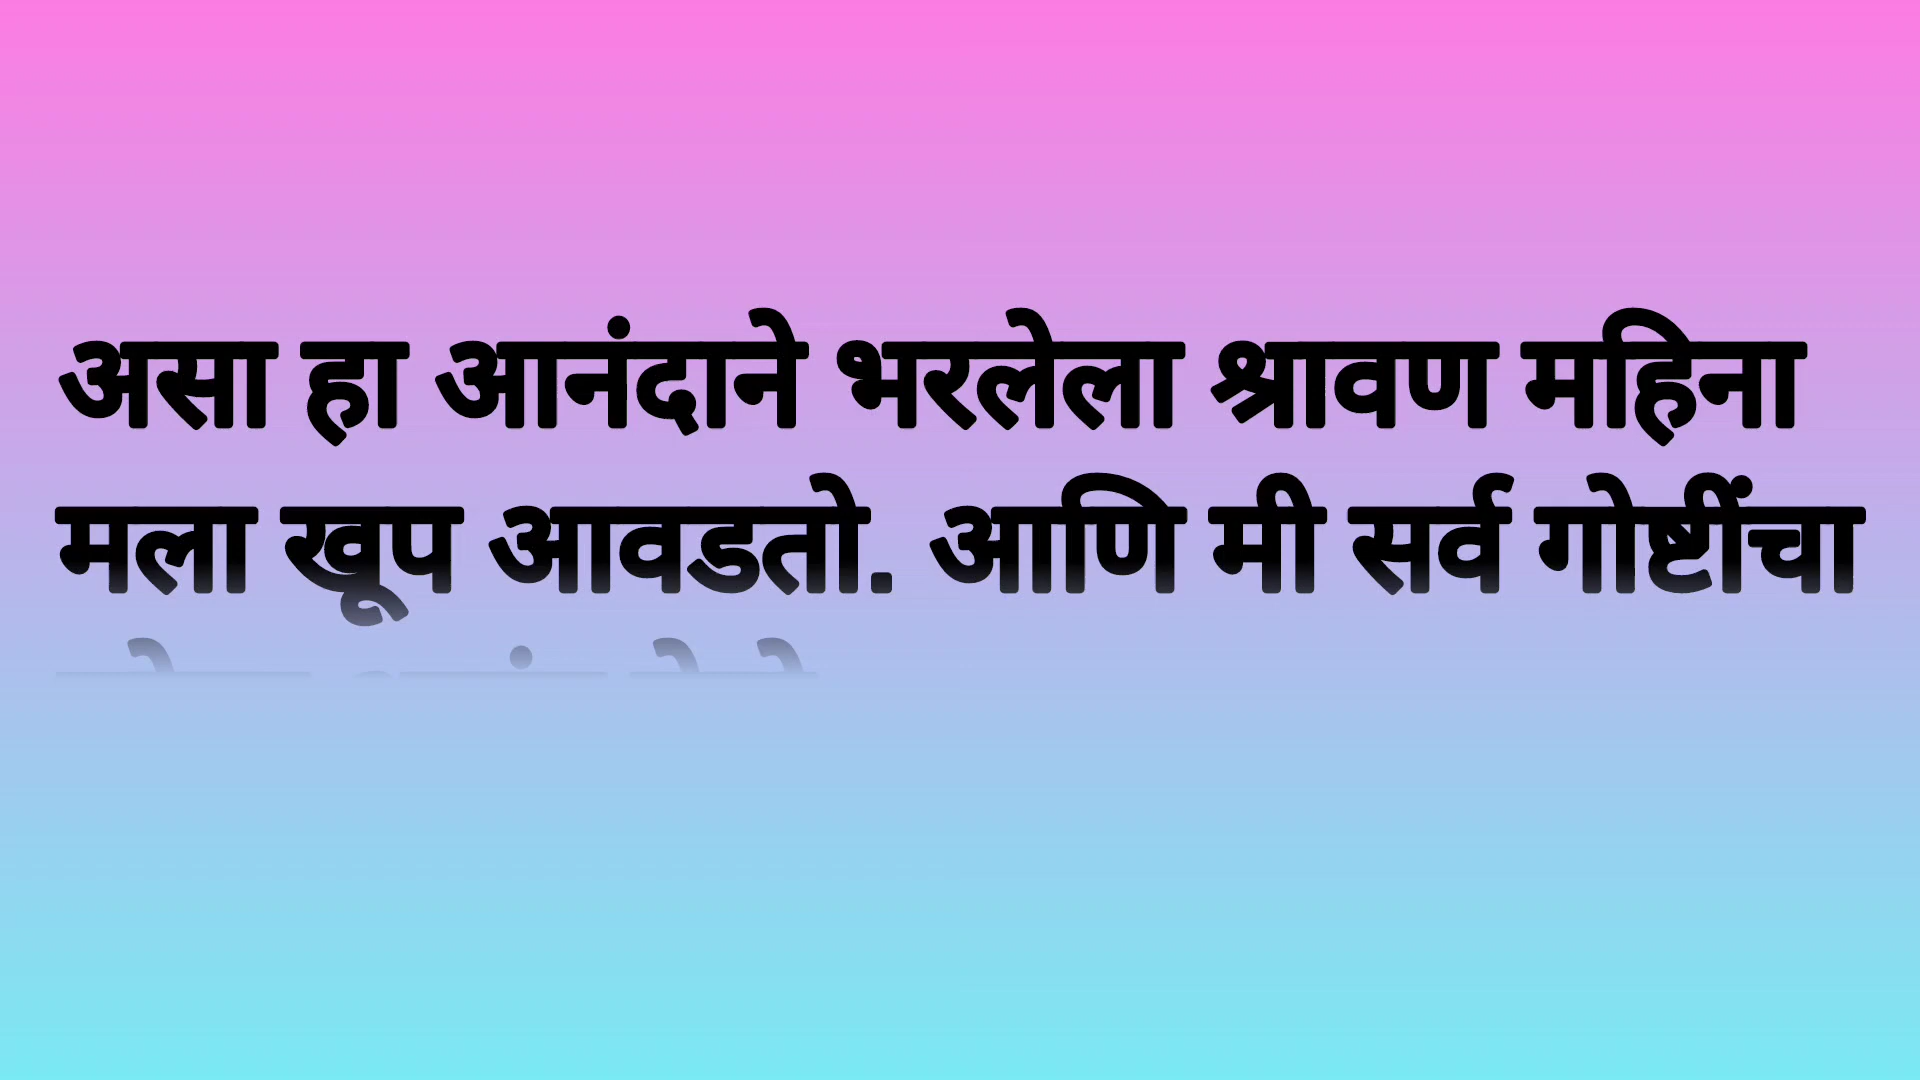 असा हा आनंदाने भरलेला श्रावण महिना
मला खूप आवडतो. आणि मी सर्व गोष्टींचा